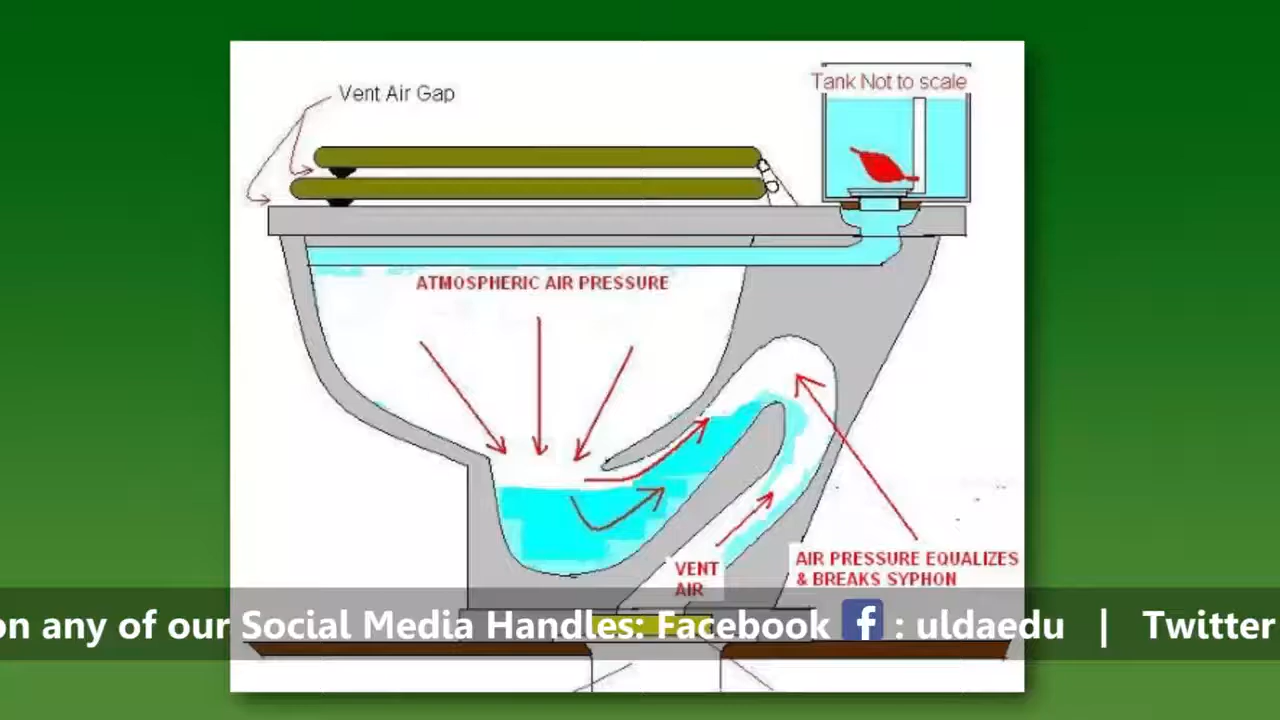 Vent Air Gap
Tank Not to scale
ATMOSPHERIC AIR PRESSURE
VENT
AIR
AIR PRESSURE EQUALIZES
& BREAKS SYPHON
on any of our Social Media Handles: Facebook f : uldaedu | Twitter